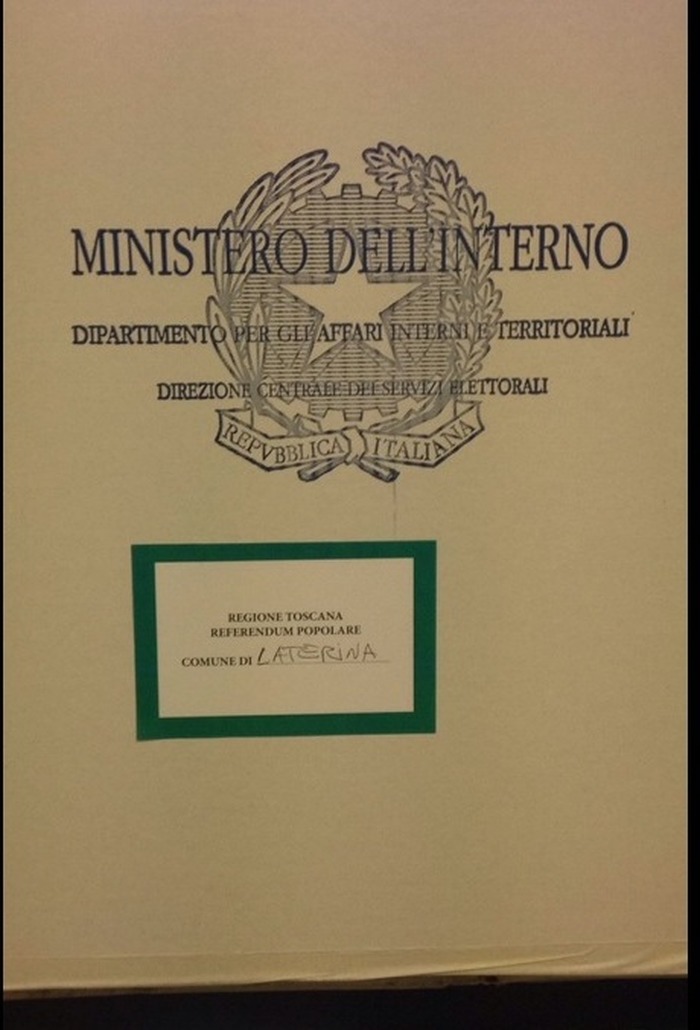 MINISTERO DELL'INTERNO
DIPARTIMENTO PER GLI AFFARI INTERNI E TERRITORIALI
DIREZIONE CENTRALE DEI SERVIZI ELETTORALI
REPVBBLICA ITALIANA
REGIONE TOSCANA
REFERENDUM POPOLARE
COMUNE DI LATERINA